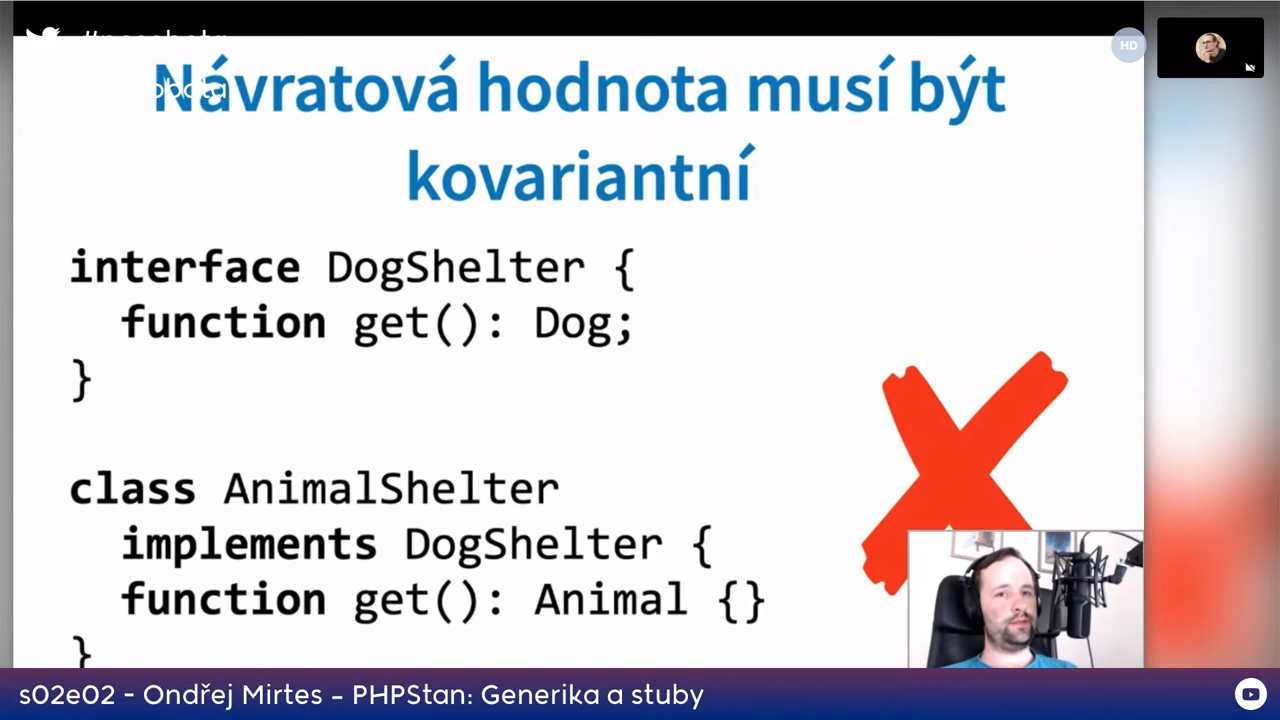 HD
Návratová hodnota musí být
kovariantní
interface DogShelter {
function get(): Dog;
}
class AnimalShelter
implements DogShelter {
function get(): Animal {}
}
s02e02 - Ondřej Mirtes – PHPStan: Generika a stuby